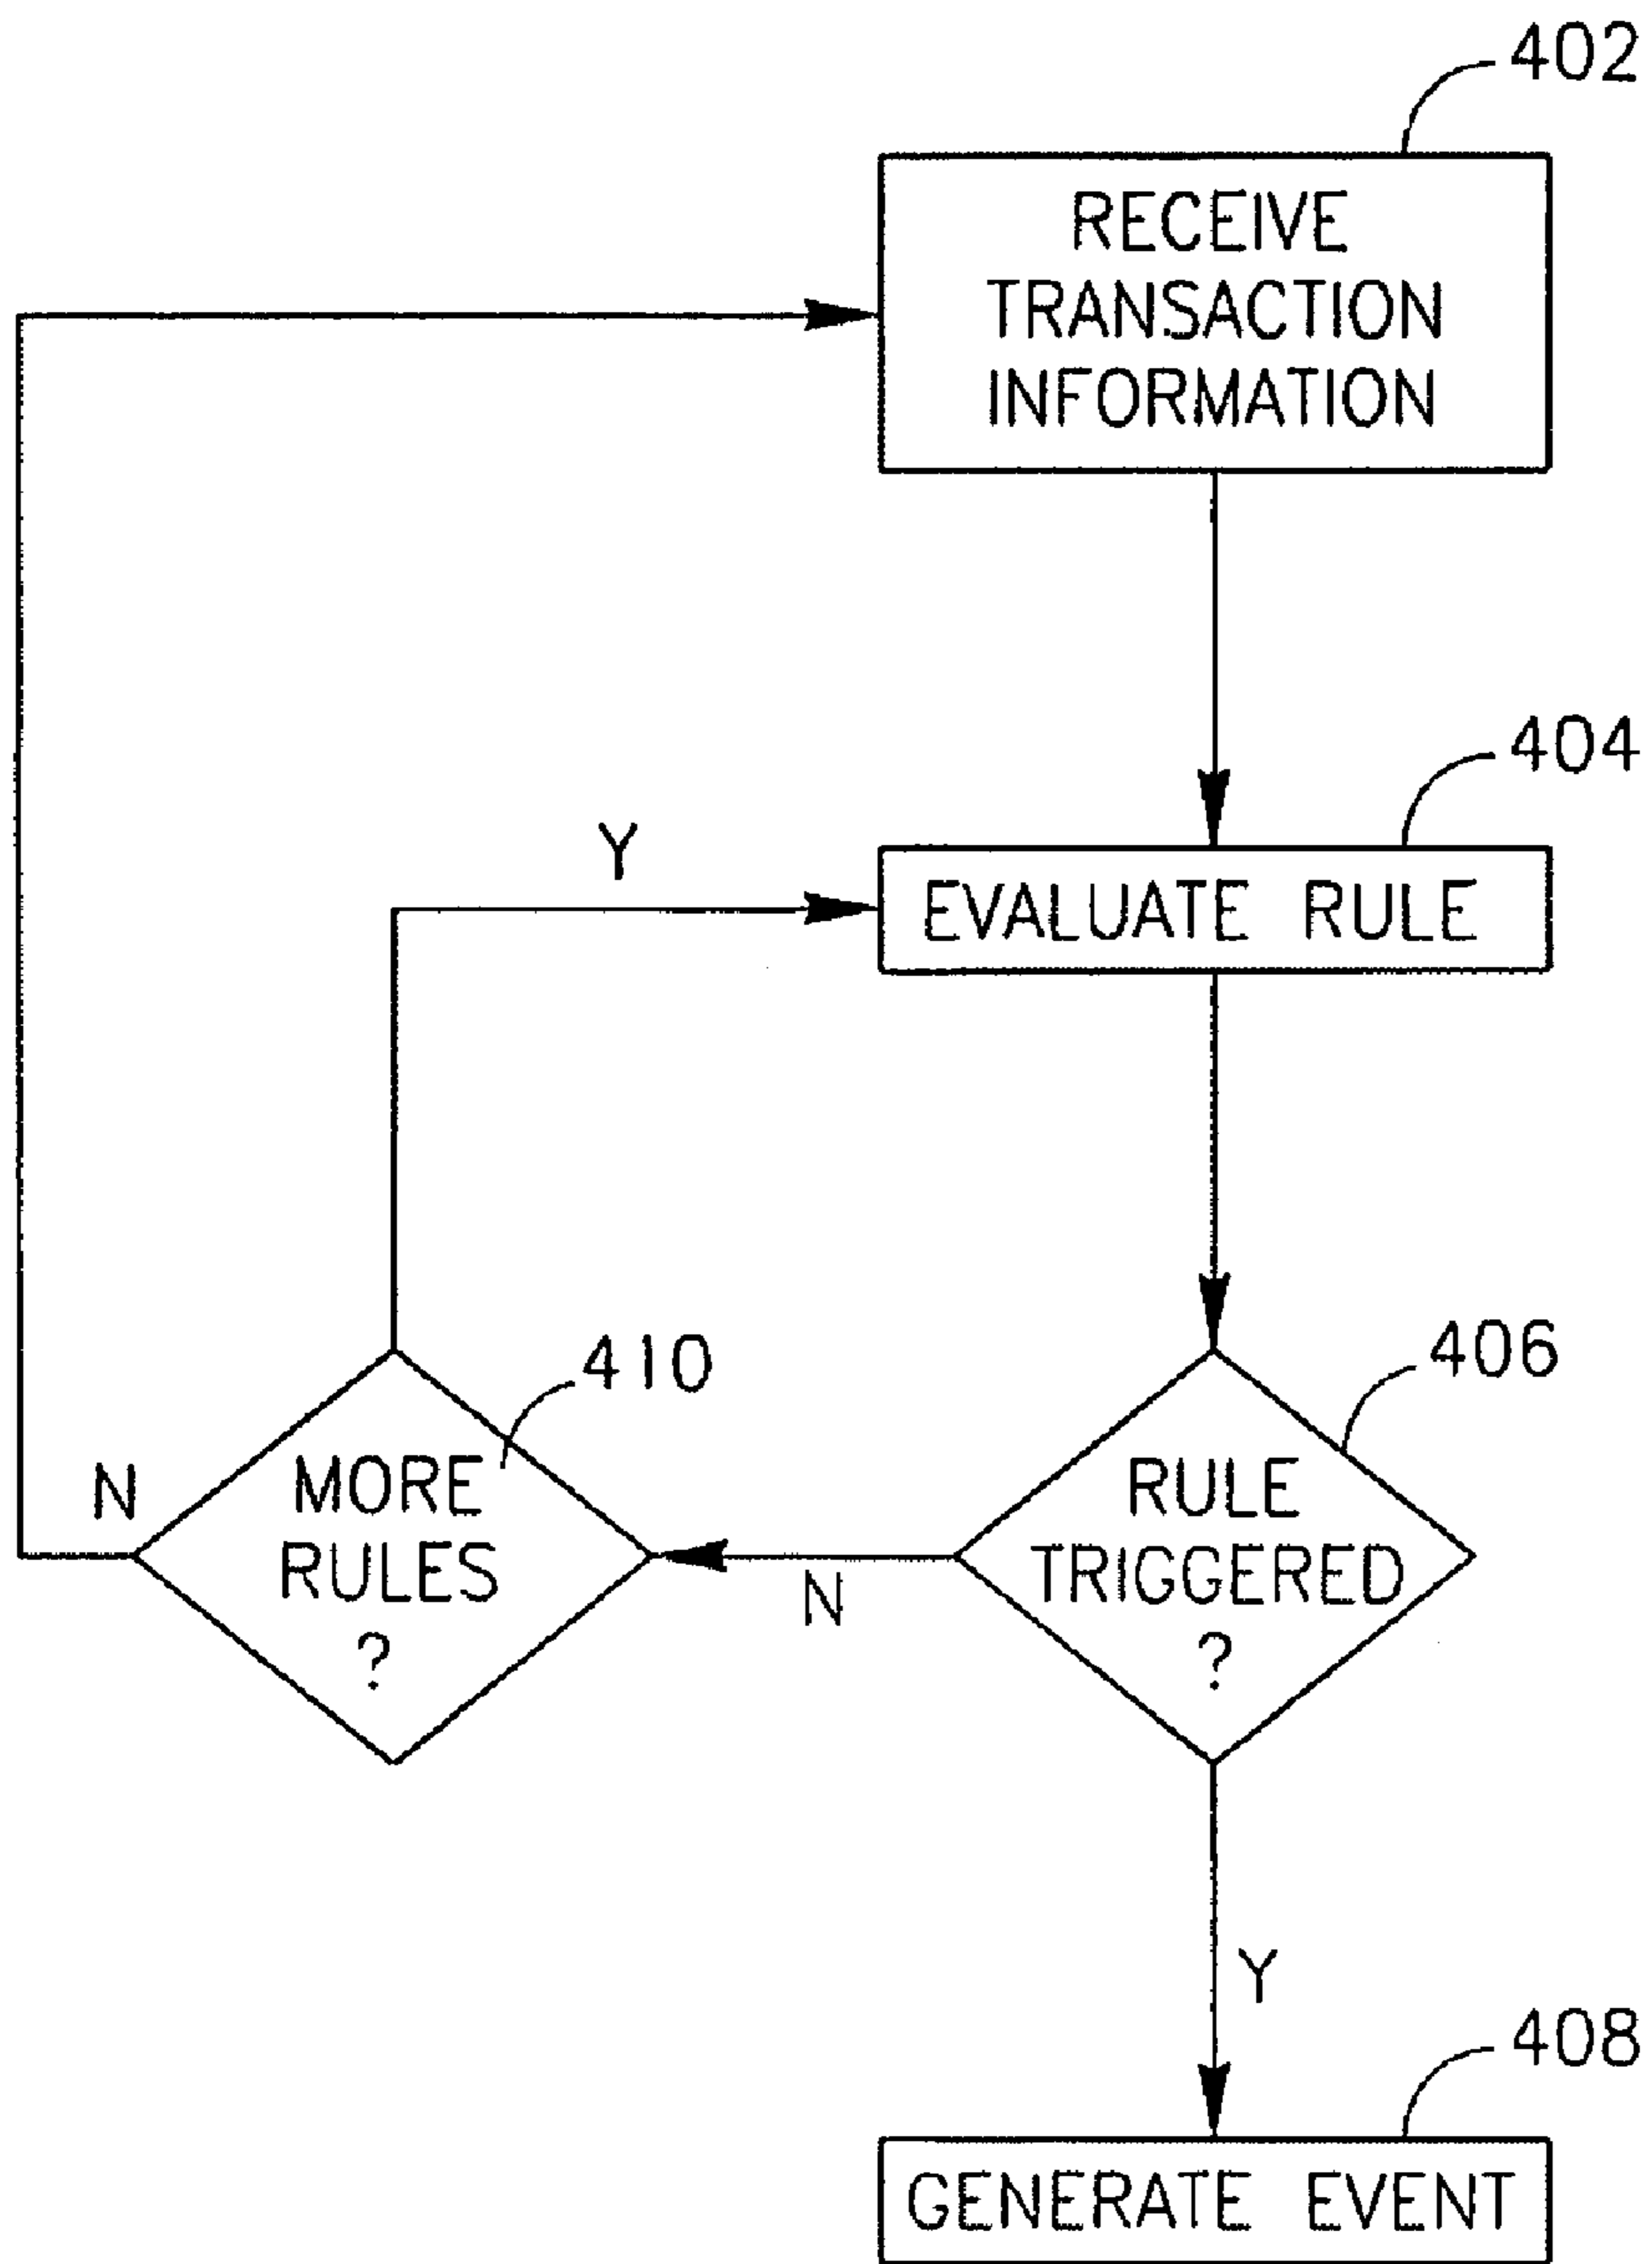 402
RECEIVE
TRANSACTION
INFORMATION
404
Y
EVALUATE RULE
410
406
N
MORE
RULES
?
N
RULE
TRIGGERED
?
Y
408
GENERATE EVENT